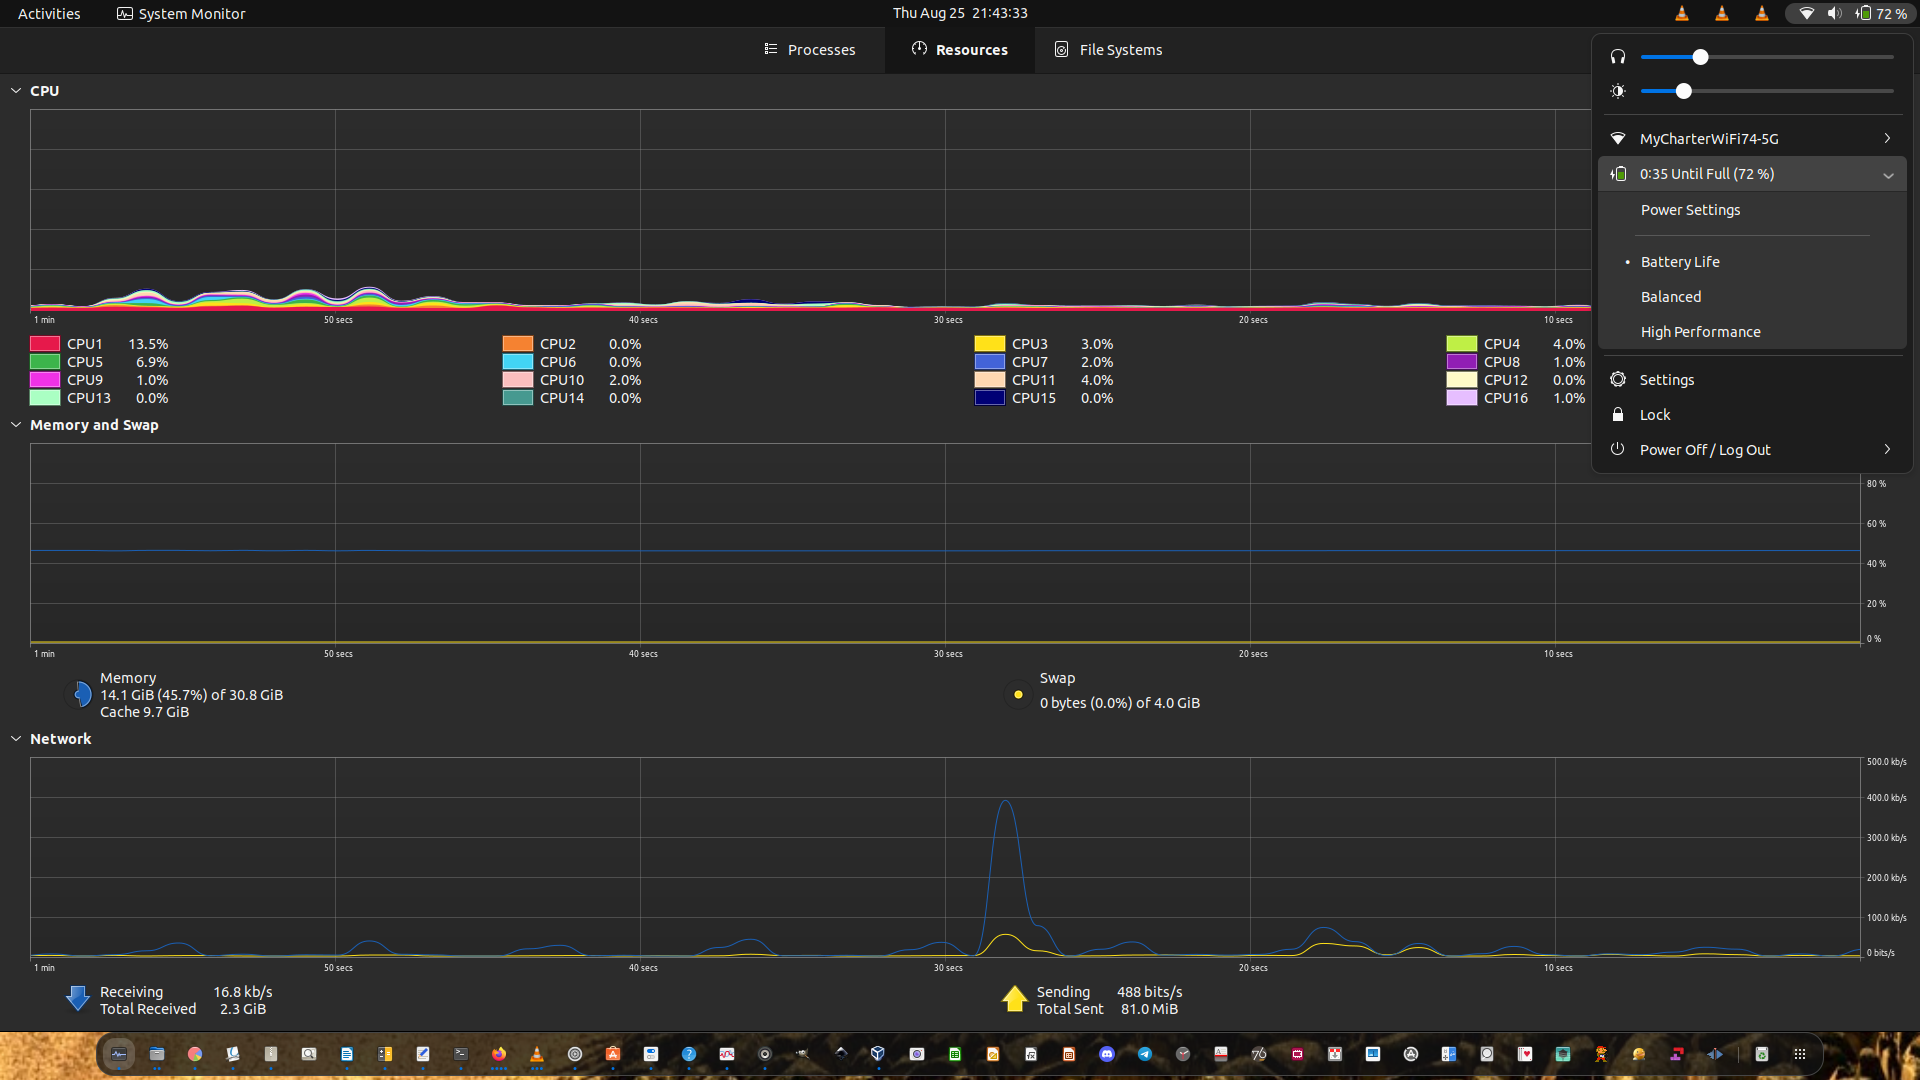 Activities
System Monitor
Thu Aug 25 21:43:33
72 %
Processes
Resources
File Systems
CPU
1 min
50 secs
40 secs
30 secs
20 secs
10 secs
CPU1 13.5%
CPU2 0.0%
CPU3 3.0%
CPU4 4.0%
CPU5 6.9%
CPU6 0.0%
CPU7 2.0%
CPU8 1.0%
CPU9 1.0%
CPU10 2.0%
CPU11 4.0%
CPU12 0.0%
CPU13 0.0%
CPU14 0.0%
CPU15 0.0%
CPU16 1.0%
MyCharterWiFi74-5G
0:35 Until Full (72 %)
Power Settings
Battery Life
Balanced
High Performance
Settings
Lock
Power Off / Log Out
Memory and Swap
80 %
60 %
40 %
20 %
0 %
1 min
50 secs
40 secs
30 secs
20 secs
10 secs
Memory
14.1 GiB (45.7%) of 30.8 GiB
Cache 9.7 GiB
Swap
0 bytes (0.0%) of 4.0 GiB
Network
500.0 kb/s
400.0 kb/s
300.0 kb/s
200.0 kb/s
100.0 kb/s
0 bits/s
1 min
50 secs
40 secs
30 secs
20 secs
10 secs
Receiving 16.8 kb/s
Total Received 2.3 GiB
Sending 488 bits/s
Total Sent 81.0 MiB
76